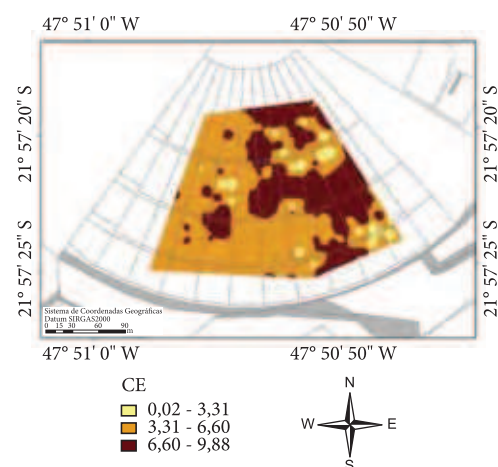 47° 51' 0" W 47° 50' 50" W
21° 57' 20" S 21° 57' 20" S
21° 57' 25" S 21° 57' 25" S
Sistema de Coordenadas Geográficas
Datum SIRGAS2000
0 15 30 60 90
m
47° 51' 0" W 47° 50' 50" W
CE
0,02 - 3,31
3,31 - 6,60
6,60 - 9,88
N
W E
S